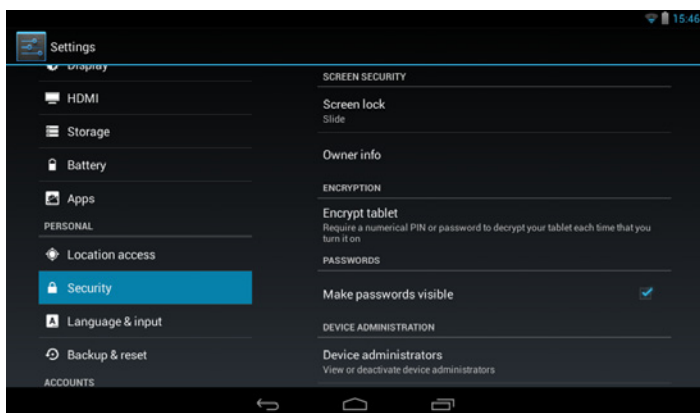 15:46
Settings
Display
HDMI
Storage
Battery
Apps
PERSONAL
Location access
Security
A Language & input
Backup & reset
ACCOUNTS
SCREEN SECURITY
Screen lock
Slide
Owner info
ENCRYPTION
Encrypt tablet
Require a numerical PIN or password to decrypt your tablet each time that you
turn it on
PASSWORDS
Make passwords visible
DEVICE ADMINISTRATION
Device administrators
View or deactivate device administrators